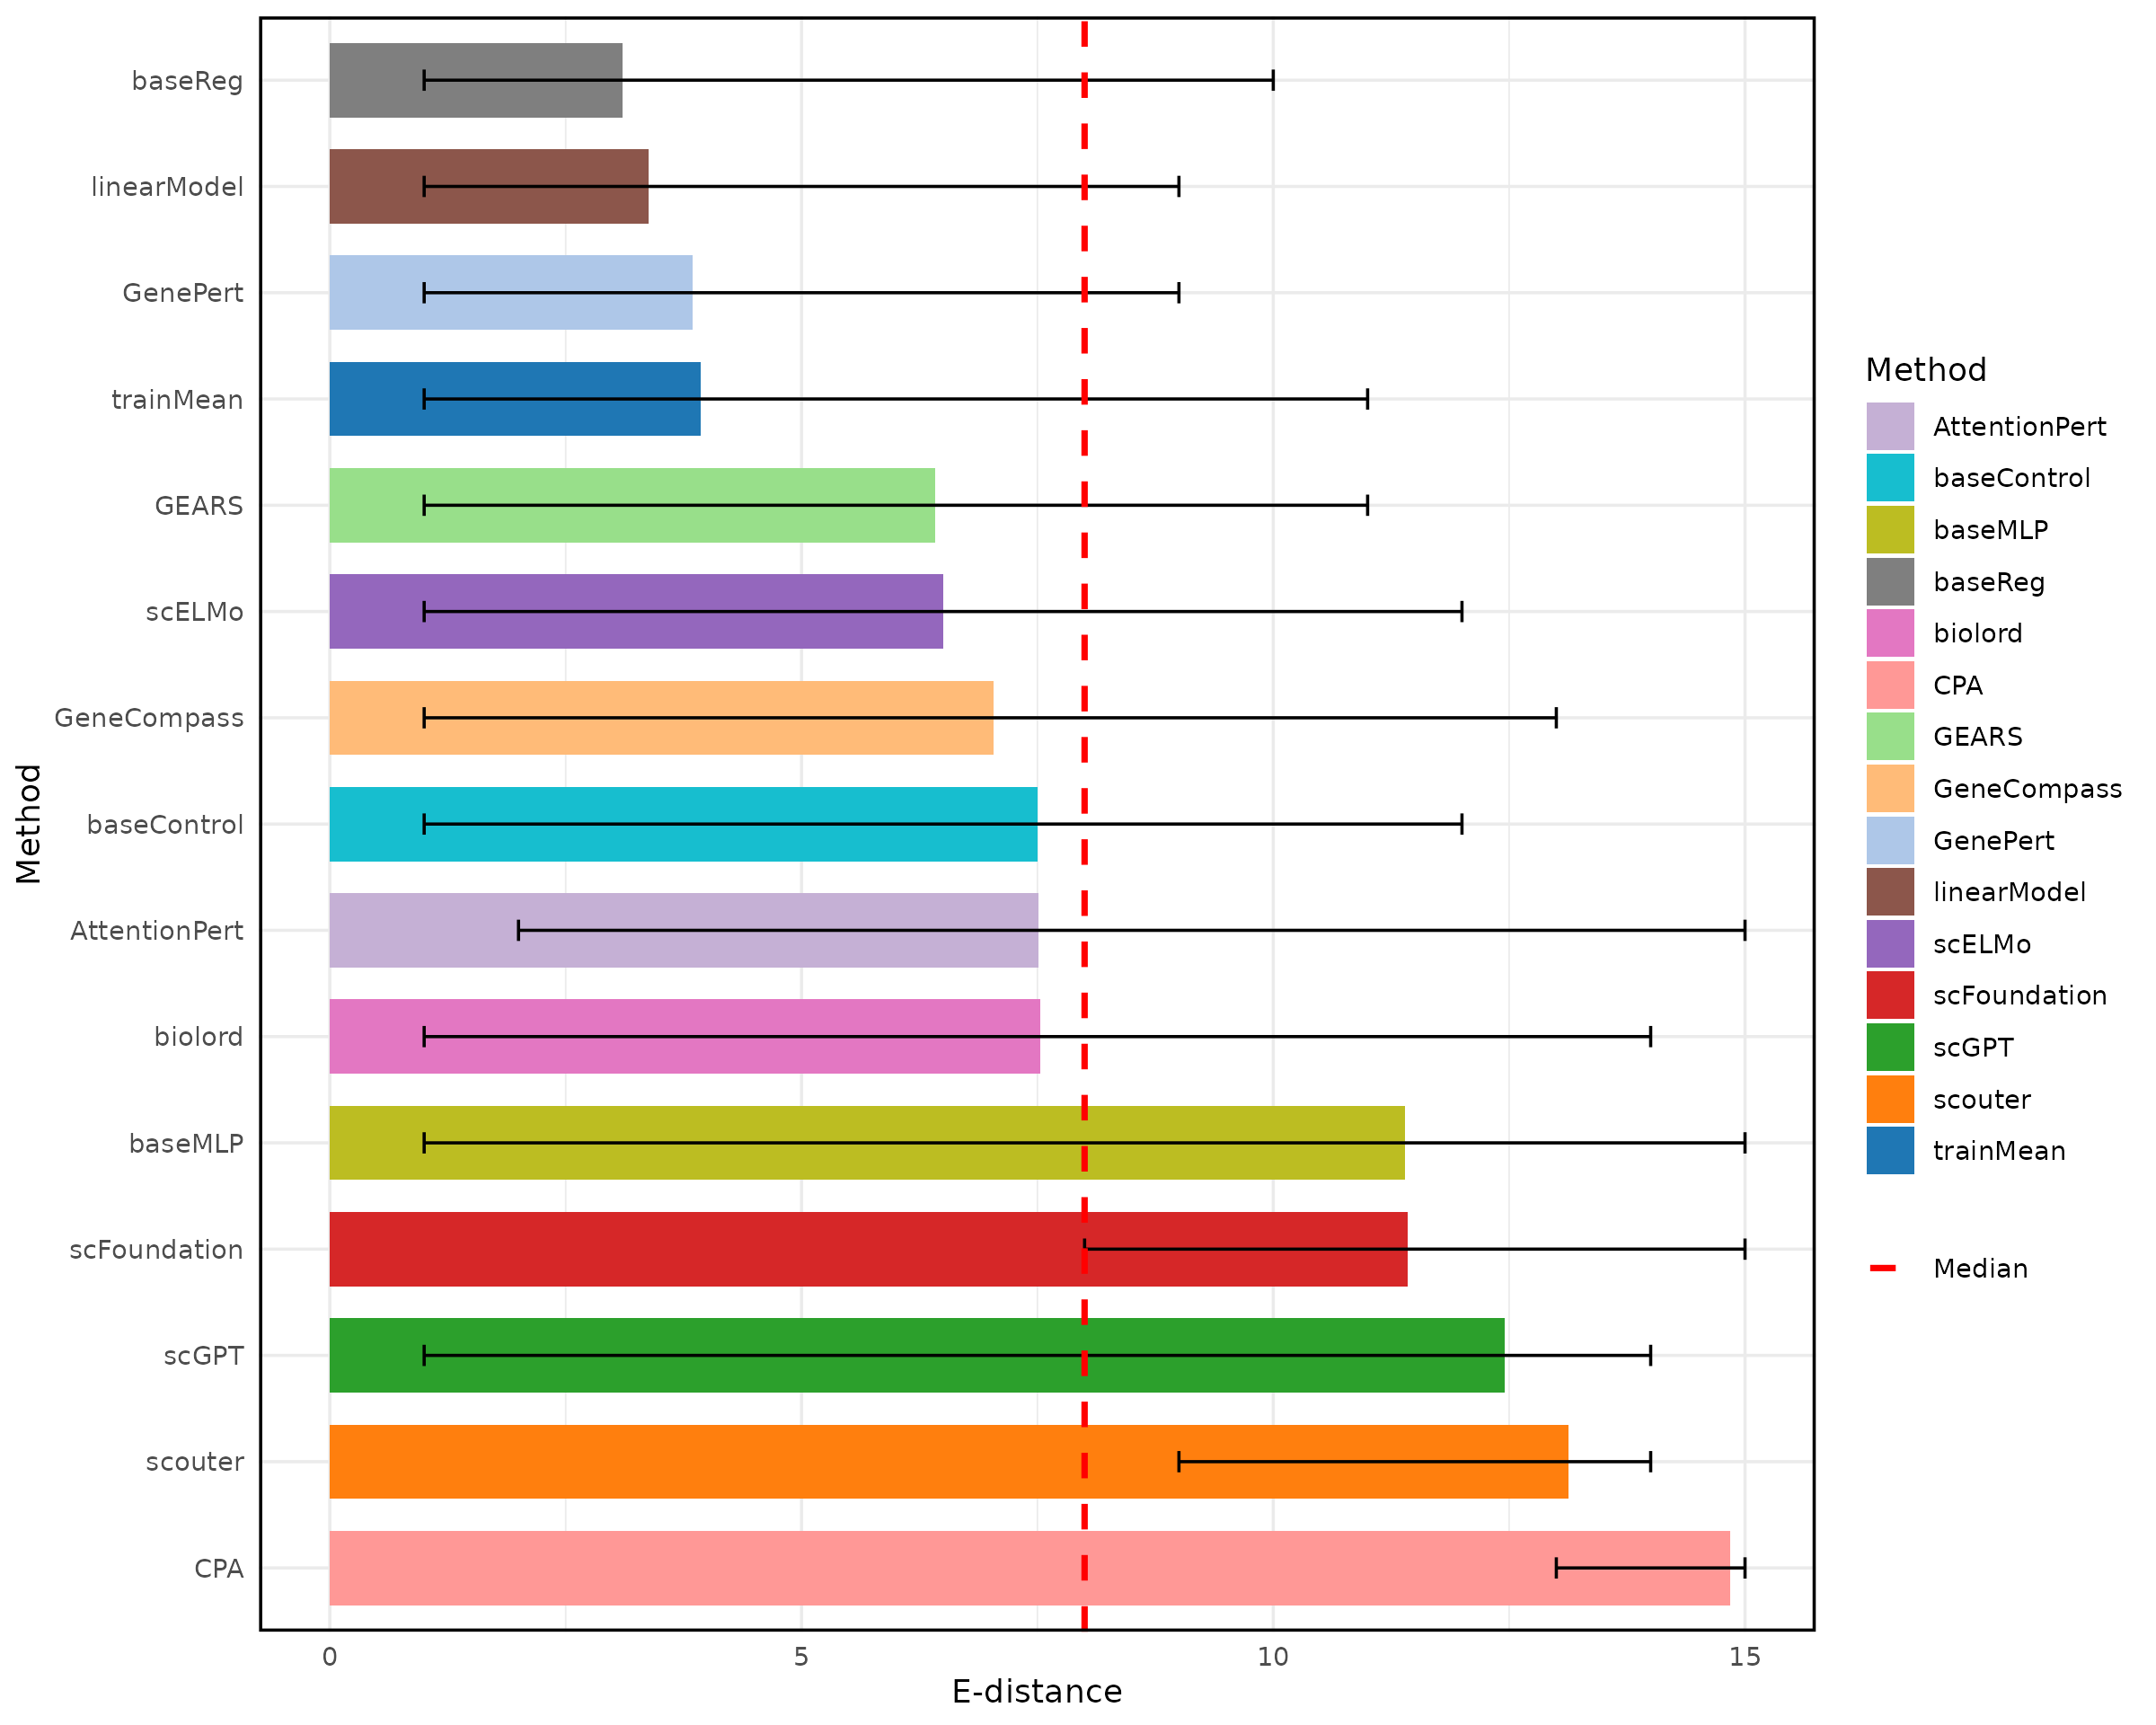 Method
baseReg
linearModel
GenePert
trainMean
GEARS
scELMo
GeneCompass
baseControl
AttentionPert
biolord
baseMLP
scFoundation
scGPT
scouter
CPA
0 5 10 15
E-distance
Method
AttentionPert
baseControl
baseMLP
baseReg
biolord
CPA
GEARS
GeneCompass
GenePert
linearModel
scELMo
scFoundation
scGPT
scouter
trainMean
Median